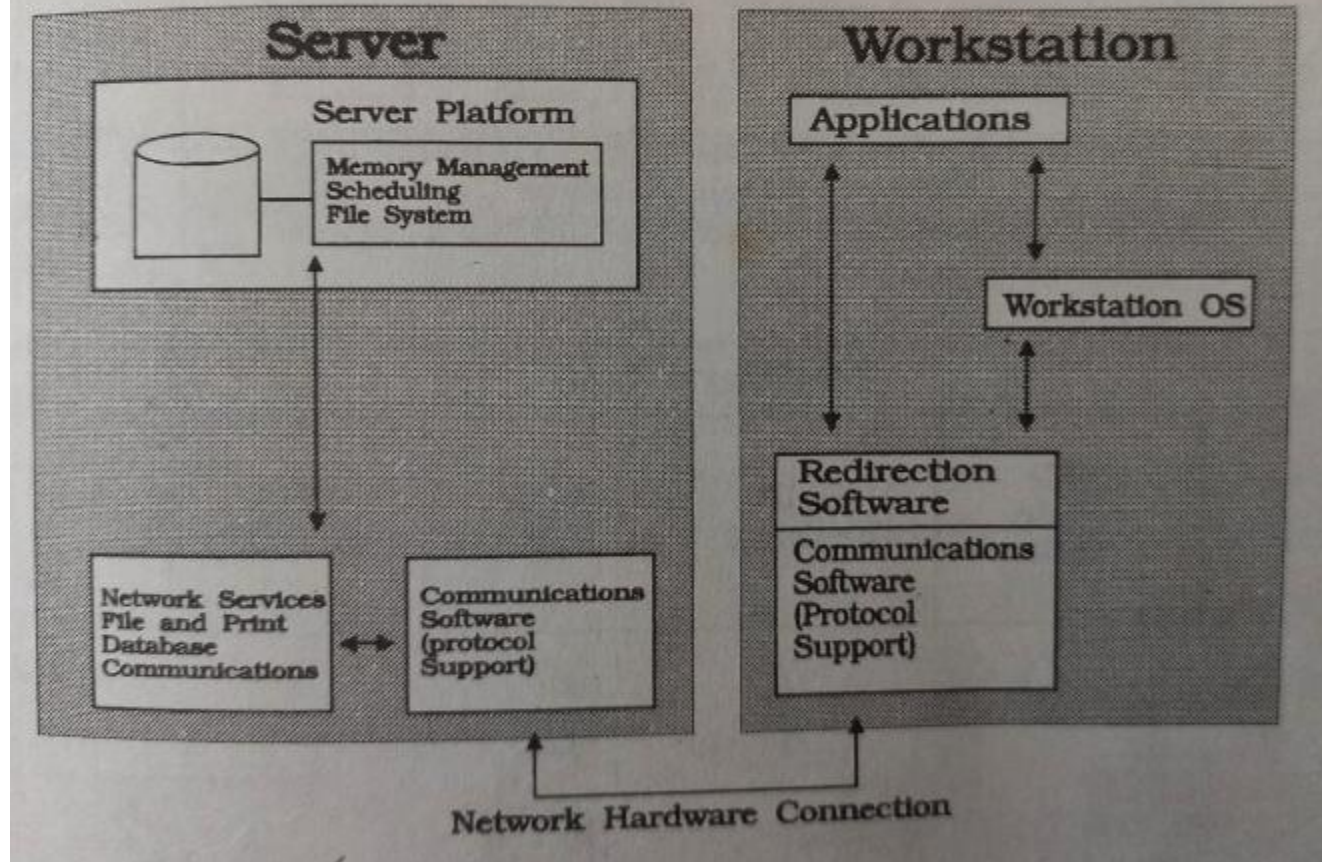 Server
Server Platform
Memory Management
Scheduling
File System
Network Services
File and Print
Database
Communications
Communications
Software
(protocol
Support)
Workstation
Applications
Workstation OS
Redirection
Software
Communications
Software
(Protocol
Support)
Network Hardware Connection